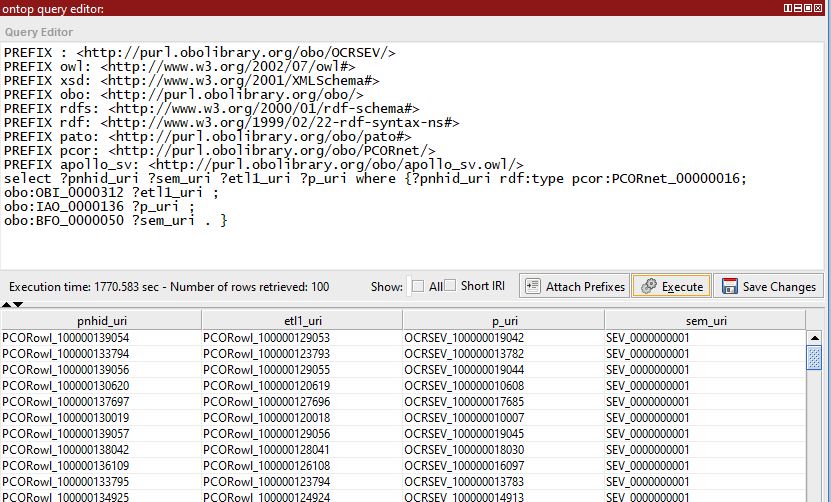 ontop query editor:
Query Editor
PREFIX : <http://purl.obolibrary.org/obo/OCRSEV/>
PREFIX owl: <http://www.w3.org/2002/07/owl#>
PREFIX xsd: <http://www.w3.org/2001/XMLSchema#>
PREFIX obo: <http://purl.obolibrary.org/obo/>
PREFIX rdfs: <http://www.w3.org/2000/01/rdf-schema#>
PREFIX rdf: <http://www.w3.org/1999/02/22-rdf-syntax-ns#>
PREFIX pato: <http://purl.obolibrary.org/obo/pato#>
PREFIX pcor: <http://purl.obolibrary.org/obo/PCORnet/>
PREFIX apollo_sv: <http://purl.obolibrary.org/obo/apollo_sv.owl/>
select ?pnhid_uri ?sem_uri ?etl1_uri ?p_uri where {?pnhid_uri rdf:type pcor:PCORnet_00000016;
obo:OBI_0000312 ?etl1_uri ;
obo:IAO_0000136 ?p_uri ;
obo:BFO_0000050 ?sem_uri . }
Execution time: 1770.583 sec - Number of rows retrieved: 100 Show: All Short IRI Attach Prefixes Execute Save Changes
pnhid_uri etl1_uri p_uri sem_uri
PCORowl_100000139054 PCORowl_100000129053 OCRSEV_100000019042 SEV_0000000001
PCORowl_100000133794 PCORowl_100000123793 OCRSEV_100000013782 SEV_0000000001
PCORowl_100000139056 PCORowl_100000129055 OCRSEV_100000019044 SEV_0000000001
PCORowl_100000130620 PCORowl_100000120619 OCRSEV_100000010608 SEV_0000000001
PCORowl_100000137697 PCORowl_100000127696 OCRSEV_100000017685 SEV_0000000001
PCORowl_100000130019 PCORowl_100000120018 OCRSEV_100000010007 SEV_0000000001
PCORowl_100000139057 PCORowl_100000129056 OCRSEV_100000019045 SEV_0000000001
PCORowl_100000138042 PCORowl_100000128041 OCRSEV_100000018030 SEV_0000000001
PCORowl_100000136109 PCORowl_100000126108 OCRSEV_100000016097 SEV_0000000001
PCORowl_100000133795 PCORowl_100000123794 OCRSEV_100000013783 SEV_0000000001
PCORowl_100000134925 PCORowl_100000124924 OCRSEV_100000014913 SEV_0000000001